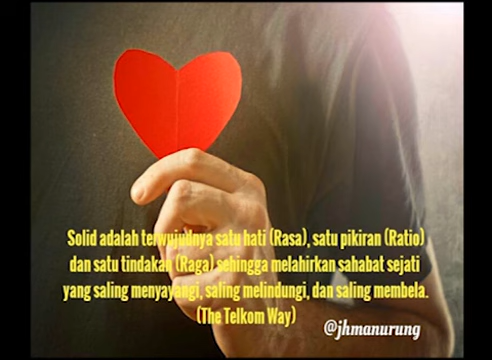 Solid adalah terwujudnya satu hati (Rasa), satu pikiran (Ratio)
dan satu tindakan (Raga) sehingga melahirkan sahabat sejati
yang saling menyayangi, saling melindungi, dan saling membela.
(The Telkom Way)
@jhmanurung